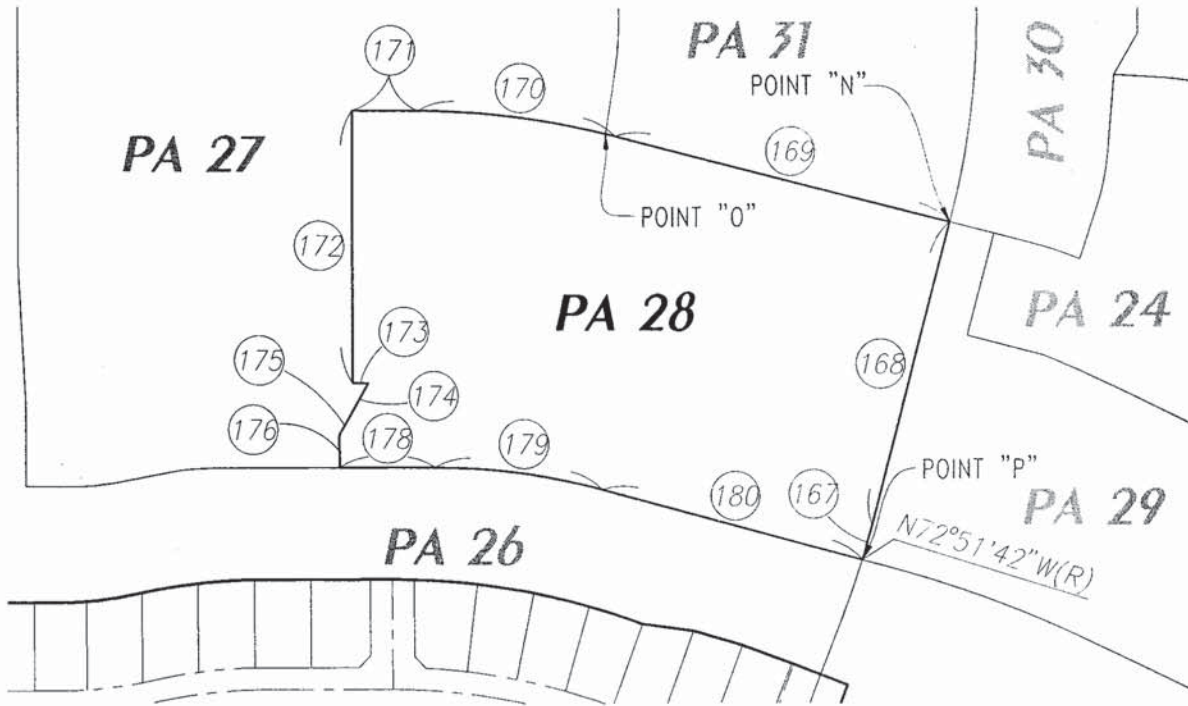 171
170
PA 31
POINT "N"
PA 30
PA 27
169
POINT "O"
172
PA 28
PA 24
173
175
168
174
176
178
179
POINT "P"
180
167
PA 29
N72°51'42"W(R)
PA 26